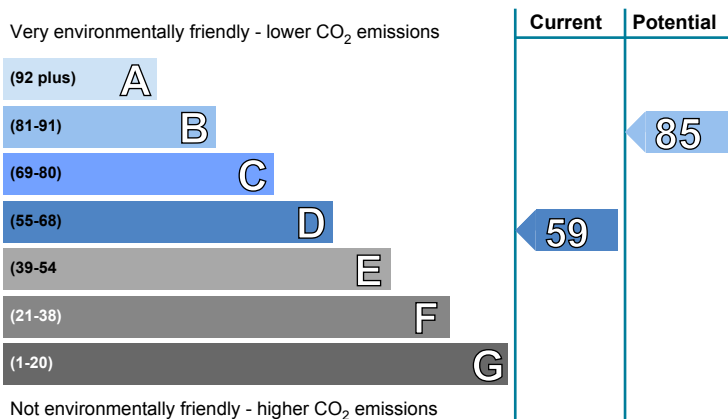 Current Potential
Very environmentally friendly - lower CO2 emissions
(92 plus) A
(81-91) B
85
(69-80) C
(55-68) D
59
(39-54 E
(21-38) F
(1-20) G
Not environmentally friendly - higher CO2 emissions